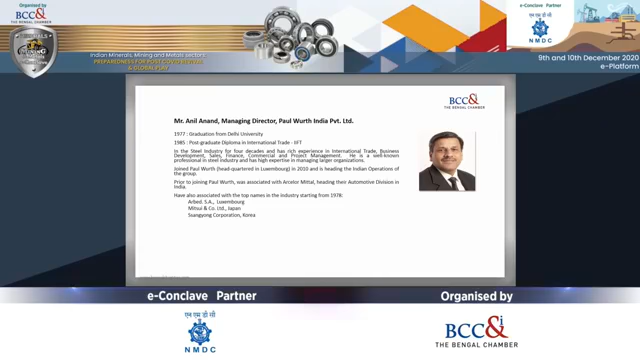 Organised by
BCC&i
THE BENGAL CHAMBER
Indian Minerals, Mining and Metals sectors:
PREPAREDNESS FOR POST COVID REVIVAL
& GLOBAL PLAY
e-Conclave Partner
एन एम डी सी
NMDC
9th and 10th December 2020
e-Platform
BCC&i
THE BENGAL CHAMBER
Mr. Anil Anand, Managing Director, Paul Wurth India Pvt. Ltd.
1977 : Graduation from Delhi University
1985 : Post-graduate Diploma in International Trade - IIFT
In the Steel Industry for four decades and has rich experience in International Trade, Business
Development, Sales, Finance, Commercial and Project Management. He is a well-known
professional in steel industry and has high expertise in managing larger organizations.
Joined Paul Wurth (head-quartered in Luxembourg) in 2010 and is heading the Indian Operations of
the group.
Prior to joining Paul Wurth, was associated with Arcelor Mittal, heading their Automotive Division in
India.
Have also associated with the top names in the Industry starting from 1978:
Arbed. S.A., Luxembourg
Mitsui & Co. Ltd., Japan
Ssangyong Corporation, Korea
e-Conclave Partner
Organised by
एन एम डी सी
NMDC
BCC&i
THE BENGAL CHAMBER